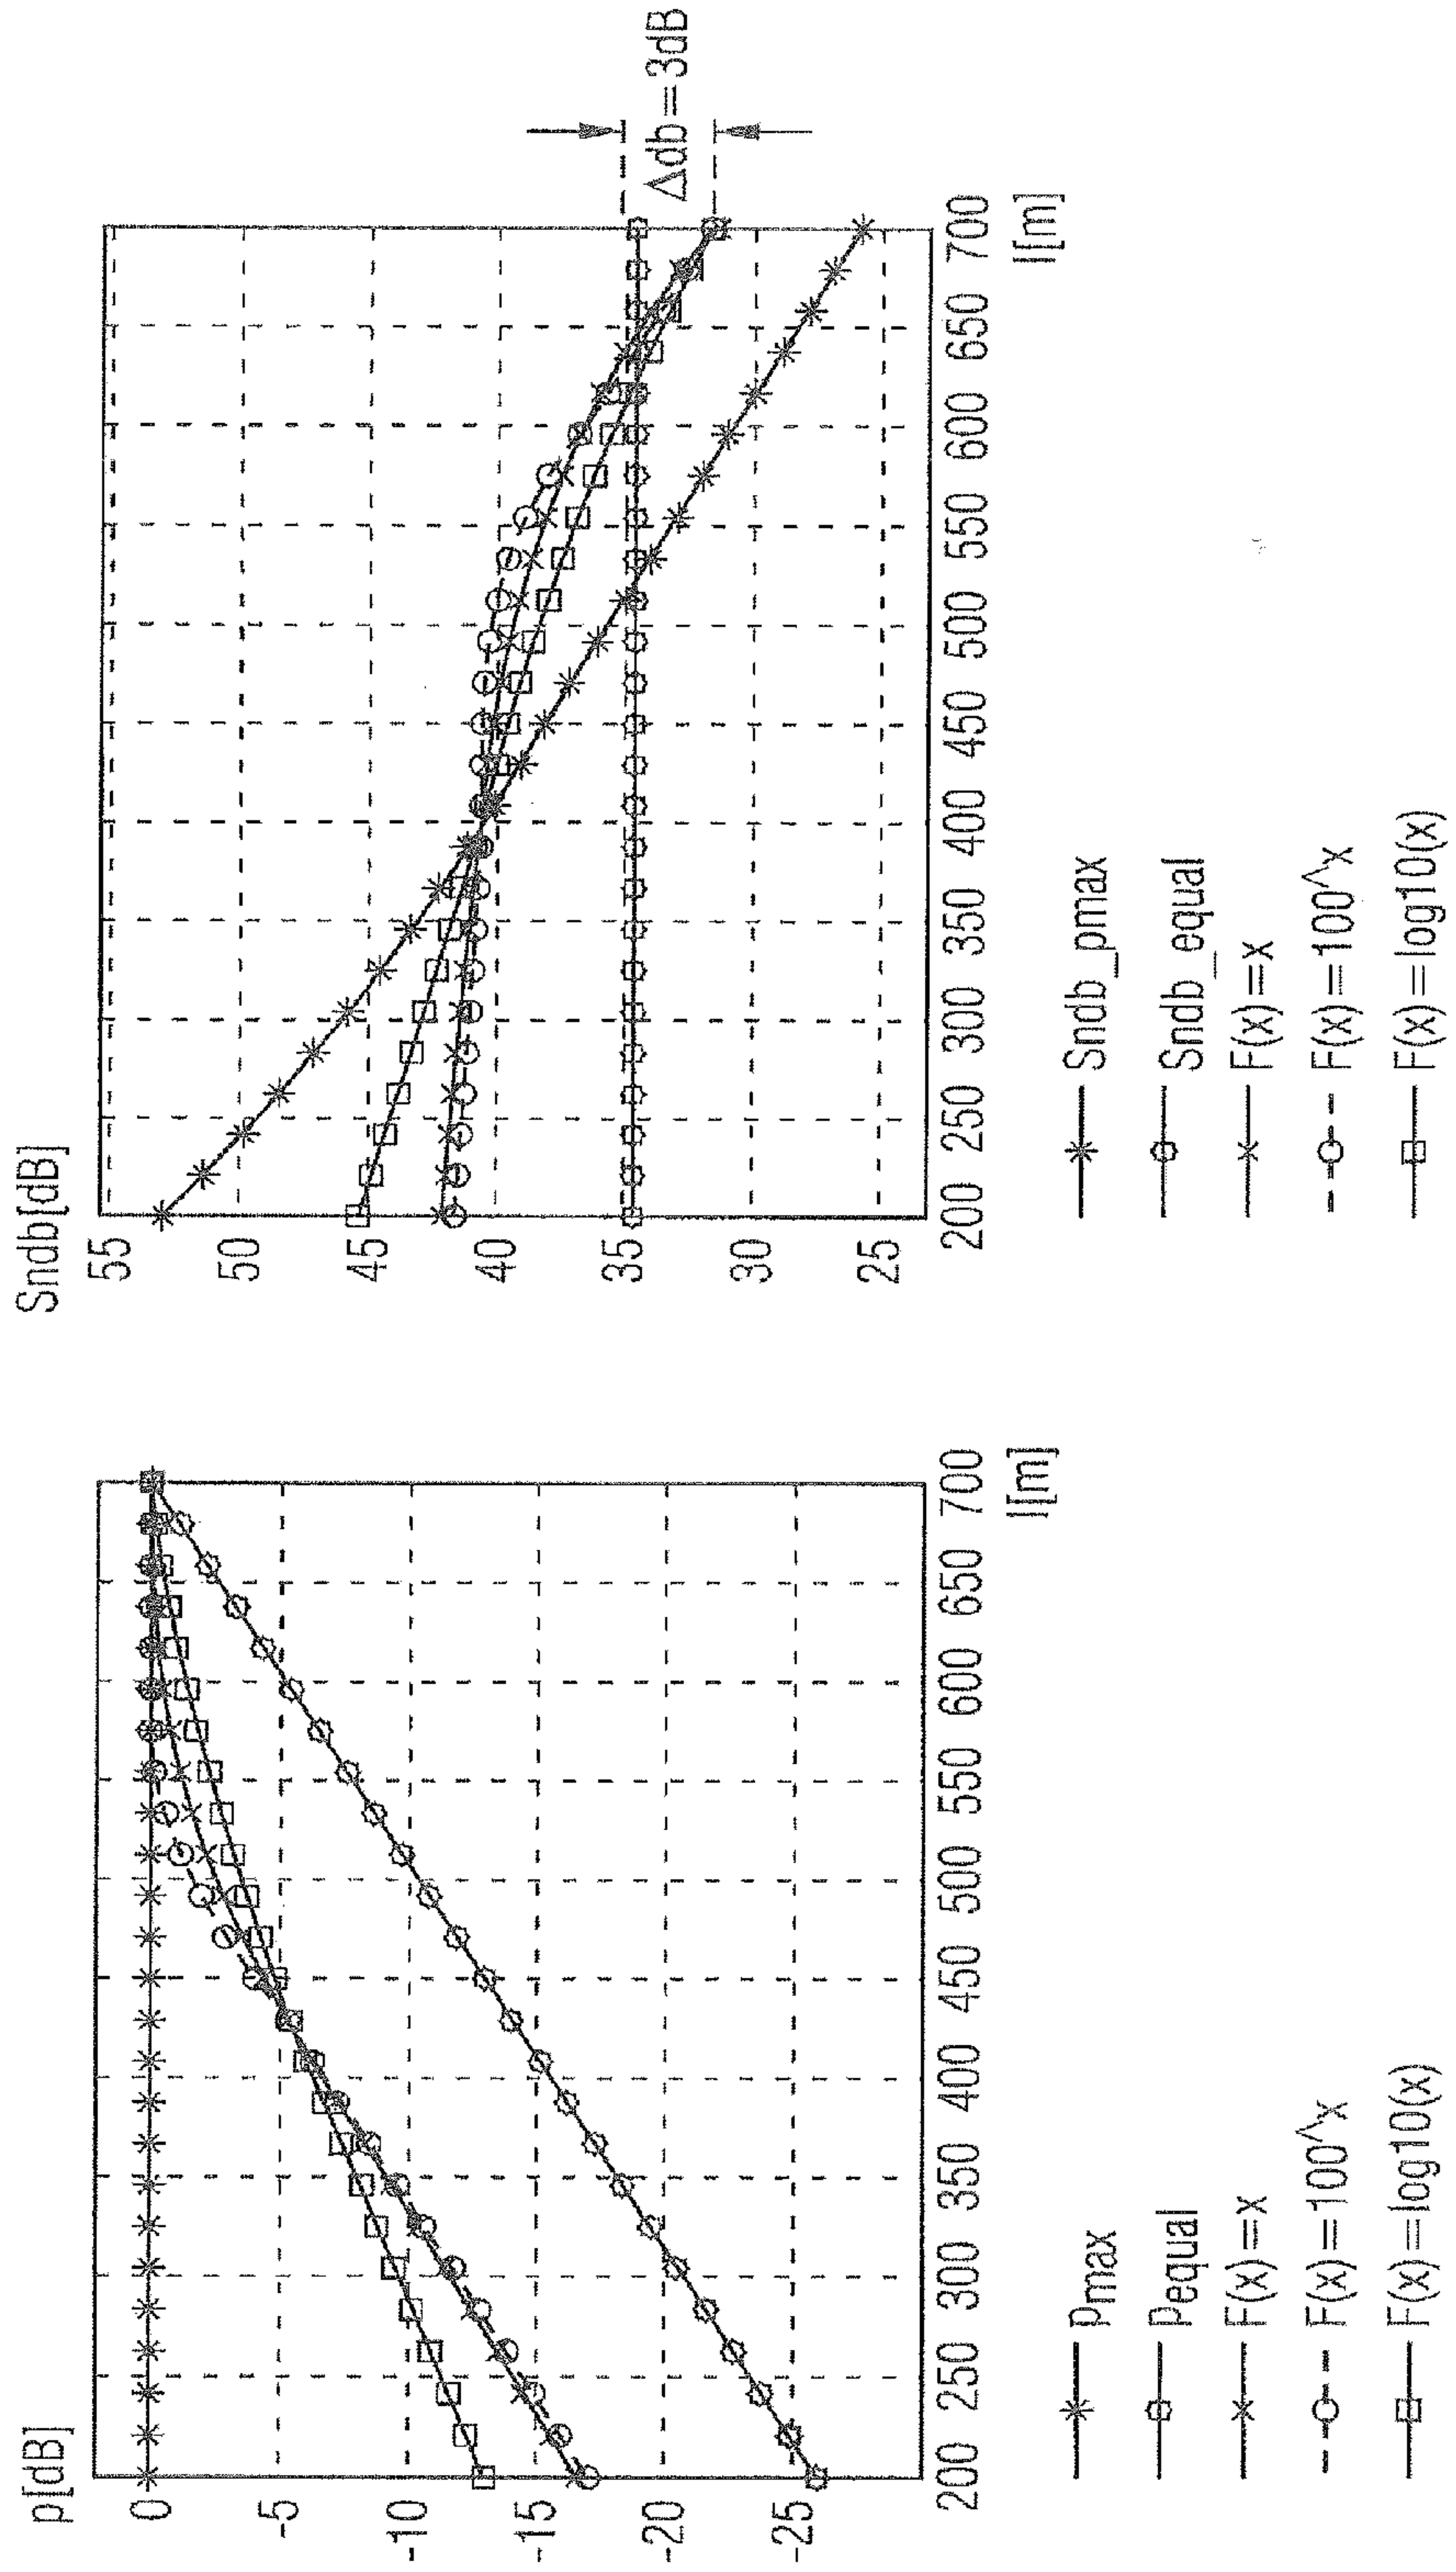 p[dB]
0
-5
-10
-15
-20
-25
200 250 300 350 400 450 500 550 600 650 700
l[m]
pmax
pequal
F(x)=x
F(x)=100^x
F(x)=log10(x)
Sndb[dB]
55
50
45
40
35
30
25
200 250 300 350 400 450 500 550 600 650 700
l[m]
Δdb=3dB
Sndb_pmax
Sndb_equal
F(x)=x
F(x)=100^x
F(x)=log10(x)